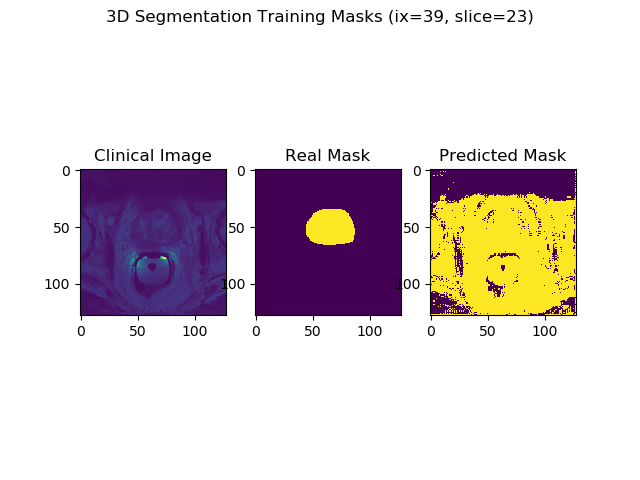 3D Segmentation Training Masks (ix=39, slice=23)
Clinical Image Real Mask Predicted Mask
0 0 0
50 50 50
100 100 100
0 50 100 0 50 100 0 50 100